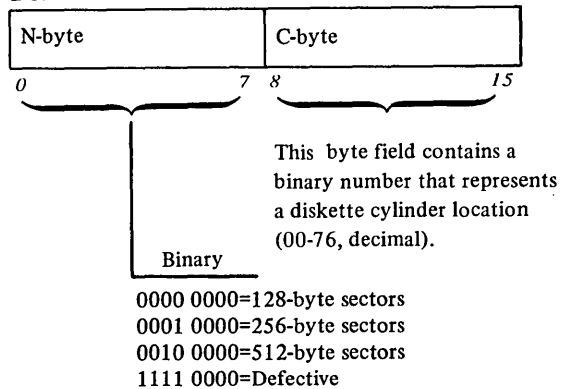 N-byte C-byte
0 7 8 15
This byte field contains a
binary number that represents
a diskette cylinder location
(00-76, decimal).
Binary
0000 0000=128-byte sectors
0001 0000=256-byte sectors
0010 0000=512-byte sectors
1111 0000=Defective